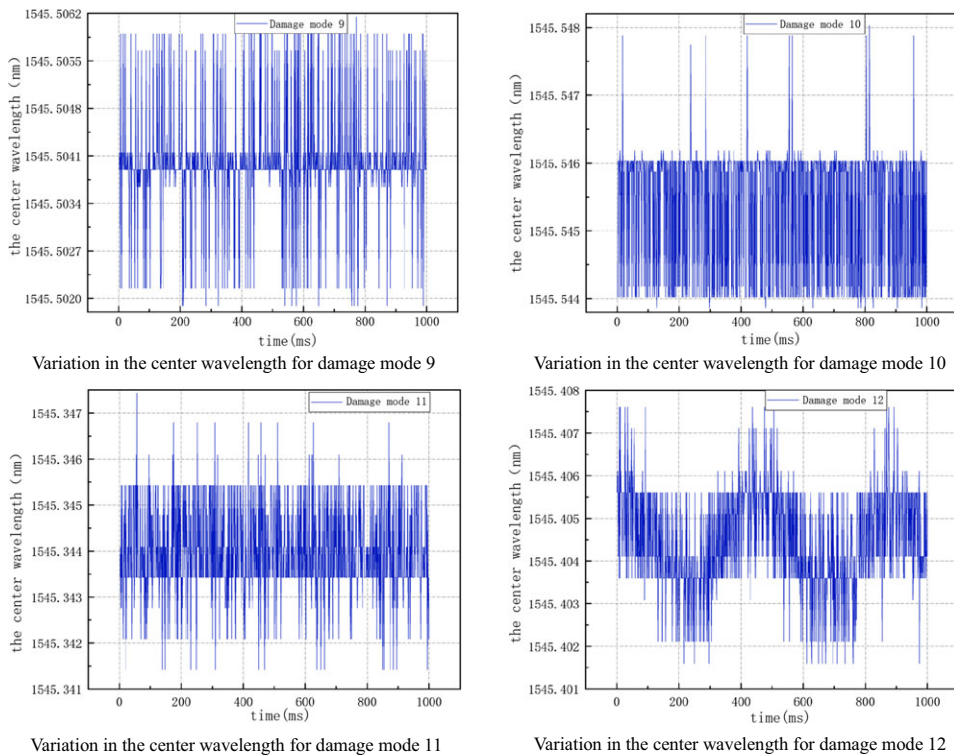 Damage mode 9
the center wavelength (nm)
1545.5062
1545.5055
1545.5048
1545.5041
1545.5034
1545.5027
1545.5020
0 200 400 600 800 1000
time(ms)
Variation in the center wavelength for damage mode 9
Damage mode 10
the center wavelength (nm)
1545.548
1545.547
1545.546
1545.545
1545.544
0 200 400 600 800 1000
time(ms)
Variation in the center wavelength for damage mode 10
Damage mode 11
the center wavelength (nm)
1545.347
1545.346
1545.345
1545.344
1545.343
1545.342
1545.341
0 200 400 600 800 1000
time(ms)
Variation in the center wavelength for damage mode 11
Damage mode 12
the center wavelength (nm)
1545.408
1545.407
1545.406
1545.405
1545.404
1545.403
1545.402
1545.401
0 200 400 600 800 1000
time(ms)
Variation in the center wavelength for damage mode 12